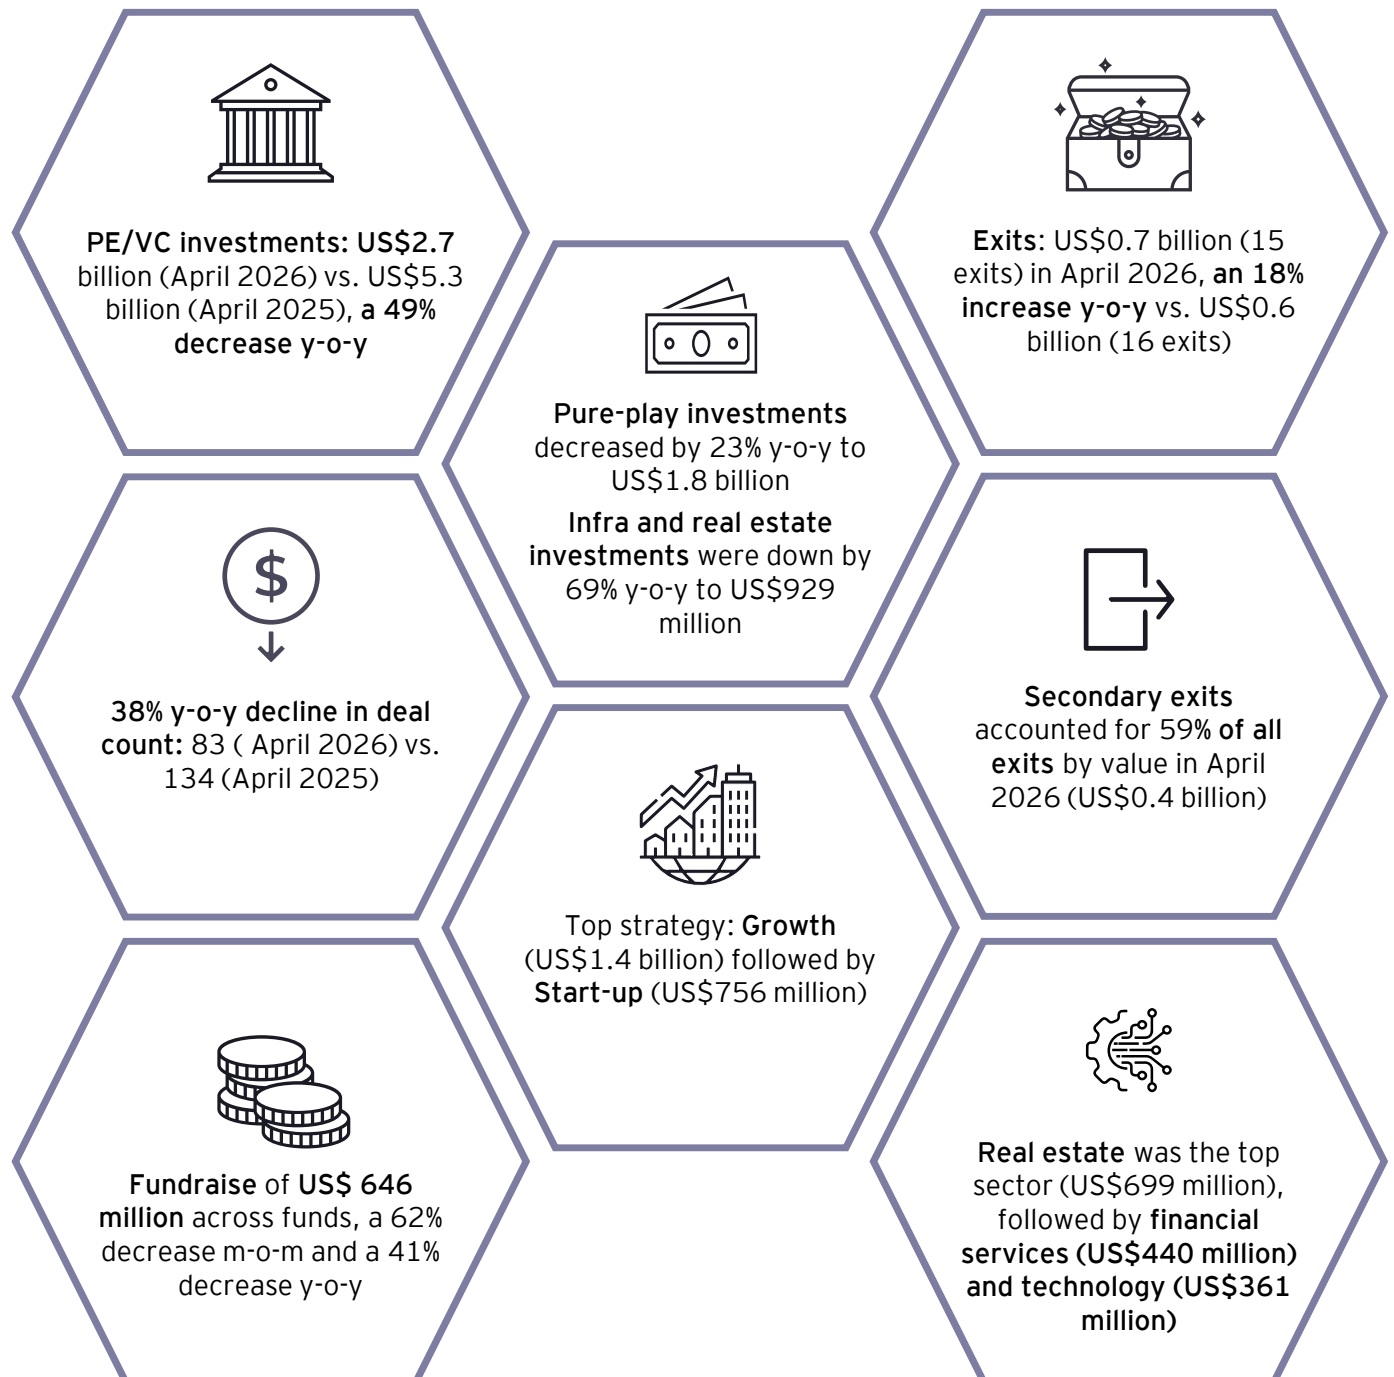 PE/VC investments: US$2.7
billion (April 2026) vs. US$5.3
billion (April 2025), a 49%
decrease y-o-y
Exits: US$0.7 billion (15
exits) in April 2026, an 18%
increase y-o-y vs. US$0.6
billion (16 exits)
Pure-play investments
decreased by 23% y-o-y to
US$1.8 billion
Infra and real estate
investments were down by
69% y-o-y to US$929
million
$
38% y-o-y decline in deal
count: 83 ( April 2026) vs.
134 (April 2025)
Secondary exits
accounted for 59% of all
exits by value in April
2026 (US$0.4 billion)
Top strategy: Growth
(US$1.4 billion) followed by
Start-up (US$756 million)
Fundraise of US$ 646
million across funds, a 62%
decrease m-o-m and a 41%
decrease y-o-y
Real estate was the top
sector (US$699 million),
followed by financial
services (US$440 million)
and technology (US$361
million)